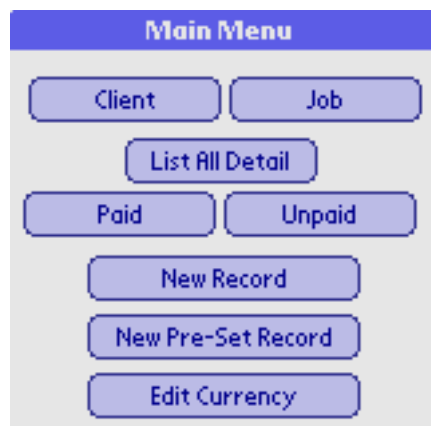 Main Menu
Client Job
List All Detail
Paid Unpaid
New Record
New Pre-Set Record
Edit Currency